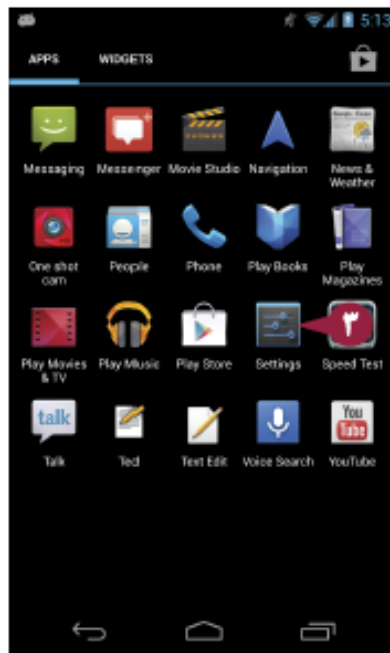 5:13
APPS WIDGETS
Messaging Messenger Movie Studio Navigation News & Weather
One shot cam People Phone Play Books Play Magazines
Play Movies & TV Play Music Play Store Settings Speed Test
٣
talk You Tube
Talk Ted Text Edit Voice Search YouTube